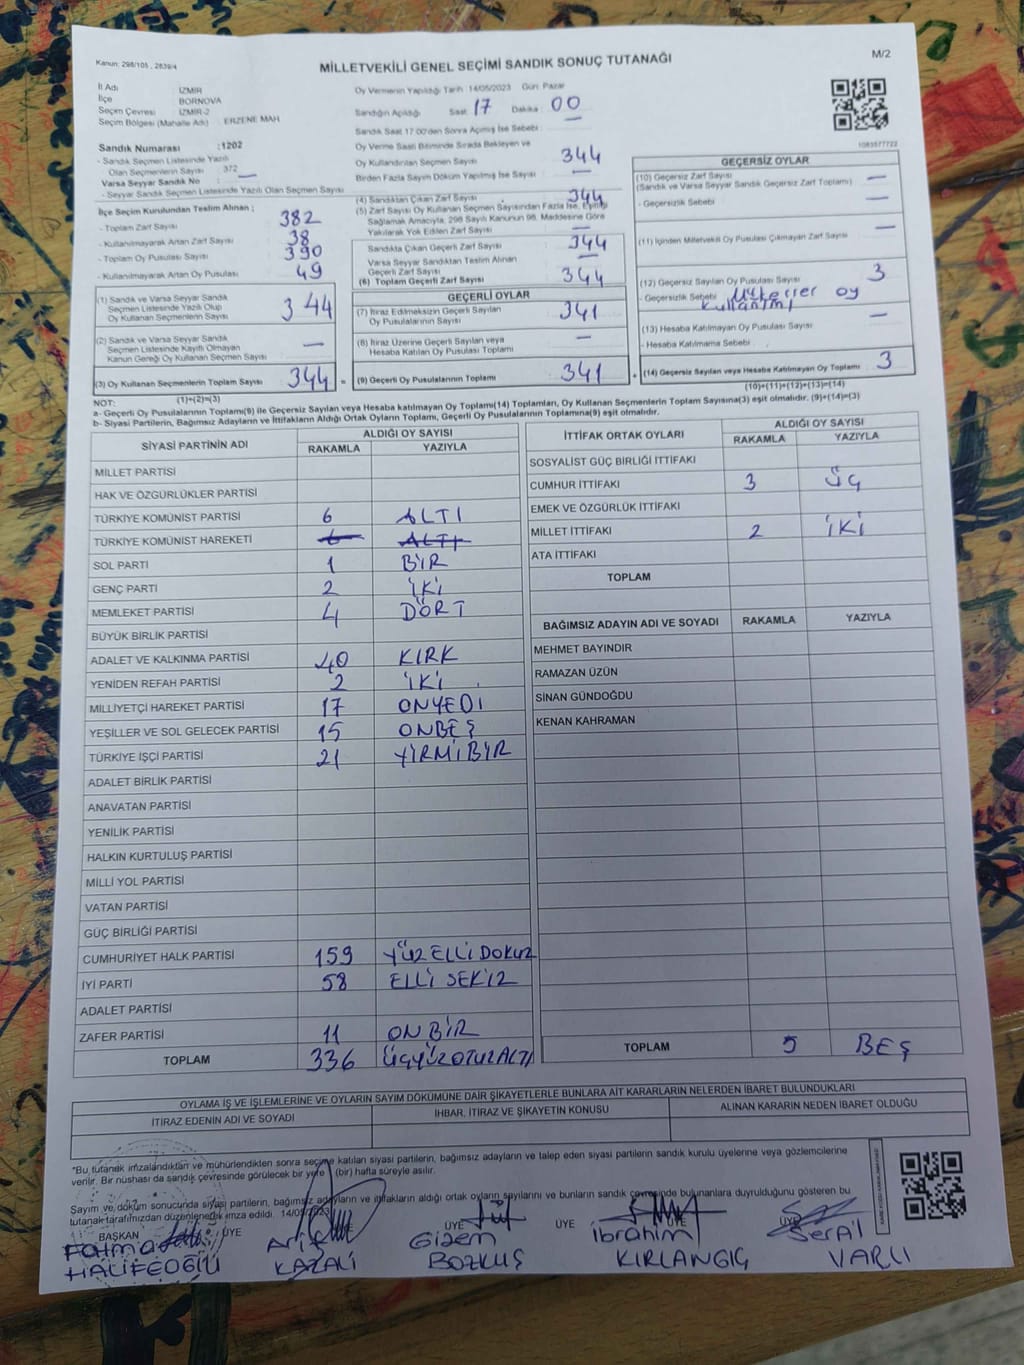 Kanun: 298/105, 2839/4
MİLLETVEKİLİ GENEL SEÇİMİ SANDIK SONUÇ TUTANAĞI
M/2
İl Adı : İZMİR
İlçe : BORNOVA
Seçim Çevresi : İZMİR-2
Seçim Bölgesi (Mahalle Adı) : ERZENE MAH
Sandık Numarası : 1202
- Sandık Seçmen Listesinde Yazılı
Olan Seçmenlerin Sayısı : 372
Varsa Seyyar Sandık No : —
- Seyyar Sandık Seçmen Listesinde Yazılı Olan Seçmen Sayısı
İlçe Seçim Kurulundan Teslim Alınan ;
- Toplam Zarf Sayısı 382
- Kullanılmayarak Artan Zarf Sayısı 38
- Toplam Oy Pusulası Sayısı 390
- Kullanılmayarak Artan Oy Pusulası 49
(1) Sandık ve Varsa Seyyar Sandık
Seçmen Listesinde Yazılı Olup
Oy Kullanan Seçmenlerin Sayısı 344
(2) Sandık ve Varsa Seyyar Sandık
Seçmen Listesinde Kayıtlı Olmayan
Kanun Gereği Oy Kullanan Seçmen Sayısı —
(3) Oy Kullanan Seçmenlerin Toplam Sayısı 344 =
(1)+(2)=(3)
Oy Vermenin Yapıldığı Tarih 14/05/2023 Gün: Pazar
Sandığın Açıldığı Saat 17 Dakika : 00
Sandık Saat 17:00'den Sonra Açılmış İse Sebebi : —
Oy Verme Saati Bitiminde Sırada Bekleyen ve
Oy Kullandırılan Seçmen Sayısı 344
Birden Fazla Sayım Döküm Yapılmış İse Sayısı —
(4) Sandıktan Çıkan Zarf Sayısı 344
(5) Zarf Sayısı Oy Kullanan Seçmen Sayısından Fazla İse, Eşitliği
Sağlamak Amacıyla, 298 Sayılı Kanunun 98. Maddesine Göre
Yakılarak Yok Edilen Zarf Sayısı —
Sandıkta Çıkan Geçerli Zarf Sayısı 344
Varsa Seyyar Sandıktan Teslim Alınan
Geçerli Zarf Sayısı —
(6) Toplam Geçerli Zarf Sayısı 344
GEÇERLİ OYLAR
(7) İtiraz Edilmeksizin Geçerli Sayılan
Oy Pusulalarının Sayısı 341
(8) İtiraz Üzerine Geçerli Sayılan veya
Hesaba Katılan Oy Pusulası Toplamı —
(9) Geçerli Oy Pusulalarının Toplamı 341 +
1083577722
GEÇERSİZ OYLAR
(10) Geçersiz Zarf Sayısı
(Sandık ve Varsa Seyyar Sandık Geçersiz Zarf Toplamı) —
- Geçersizlik Sebebi —
(11) İçinden Milletvekili Oy Pusulası Çıkmayan Zarf Sayısı —
(12) Geçersiz Sayılan Oy Pusulası Sayısı 3
- Geçersizlik Sebebi Mükerrer oy
kullanımı
(13) Hesaba Katılmayan Oy Pusulası Sayısı —
- Hesaba Katılmama Sebebi
(14) Geçersiz Sayılan veya Hesaba Katılmayan Oy Toplamı 3
(10)+(11)+(12)+(13)=(14)
NOT:
a- Geçerli Oy Pusulalarının Toplamı(9) ile Geçersiz Sayılan veya Hesaba katılmayan Oy Toplamı(14) Toplamları, Oy Kullanan Seçmenlerin Toplam Sayısına(3) eşit olmalıdır. (9)+(14)=(3)
b- Siyasi Partilerin, Bağımsız Adayların ve İttifakların Aldığı Ortak Oyların Toplamı, Geçerli Oy Pusulalarının Toplamına(9) eşit olmalıdır.
SİYASİ PARTİNİN ADI ALDIĞI OY SAYISI
RAKAMLA YAZIYLA
MİLLET PARTİSİ
HAK VE ÖZGÜRLÜKLER PARTİSİ
TÜRKİYE KOMÜNİST PARTİSİ 6 ALTI
TÜRKİYE KOMÜNİST HAREKETİ 6 ALTI
SOL PARTİ 1 BİR
GENÇ PARTİ 2 İKİ
MEMLEKET PARTİSİ 4 DÖRT
BÜYÜK BİRLİK PARTİSİ
ADALET VE KALKINMA PARTİSİ 40 KIRK
YENİDEN REFAH PARTİSİ 2 İKİ
MİLLİYETÇİ HAREKET PARTİSİ 17 ONYEDİ
YEŞİLLER VE SOL GELECEK PARTİSİ 15 ONBEŞ
TÜRKİYE İŞÇİ PARTİSİ 21 YİRMİBİR
ADALET BİRLİK PARTİSİ
ANAVATAN PARTİSİ
YENİLİK PARTİSİ
HALKIN KURTULUŞ PARTİSİ
MİLLİ YOL PARTİSİ
VATAN PARTİSİ
GÜÇ BİRLİĞİ PARTİSİ
CUMHURİYET HALK PARTİSİ 159 YÜZELLİDOKUZ
İYİ PARTİ 58 ELLİ SEKİZ
ADALET PARTİSİ
ZAFER PARTİSİ 11 ONBİR
TOPLAM 336 ÜÇYÜZOTUZALTI
İTTİFAK ORTAK OYLARI ALDIĞI OY SAYISI
RAKAMLA YAZIYLA
SOSYALİST GÜÇ BİRLİĞİ İTTİFAKI
CUMHUR İTTİFAKI 3 ÜÇ
EMEK VE ÖZGÜRLÜK İTTİFAKI
MİLLET İTTİFAKI 2 İKİ
ATA İTTİFAKI
TOPLAM
BAĞIMSIZ ADAYIN ADI VE SOYADI RAKAMLA YAZIYLA
MEHMET BAYINDIR
RAMAZAN ÜZÜN
SİNAN GÜNDOĞDU
KENAN KAHRAMAN
TOPLAM 5 BEŞ
OYLAMA İŞ VE İŞLEMLERİNE VE OYLARIN SAYIM DÖKÜMÜNE DAİR ŞİKAYETLERLE BUNLARA AİT KARARLARIN NELERDEN İBARET BULUNDUKLARI
İTİRAZ EDENİN ADI VE SOYADI İHBAR, İTİRAZ VE ŞİKAYETİN KONUSU ALINAN KARARIN NEDEN İBARET OLDUĞU
*Bu tutanak imzalandıktan ve mühürlendikten sonra seçime katılan siyasi partilerin, bağımsız adayların ve talep eden siyasi partilerin sandık kurulu üyelerine veya gözlemcilerine
verilir. Bir nüshası da sandık çevresinde görülecek bir yere 1 (bir) hafta süreyle asılır.
Sayım ve döküm sonucunda siyasi partilerin, bağımsız adayların ve ittifakların aldığı ortak oyların sayılarını ve bunların sandık çevresinde bulunanlara duyurulduğunu gösteren bu
tutanak tarafımızdan düzenlenerek imza edildi. 14/05/2023
BAŞKAN ÜYE ÜYE ÜYE ÜYE ÜYE
Fatma Arif Gizem İbrahim Seral
HALİFEOĞLU KAZALİ BOZKUŞ KIRLANGIÇ VARLI